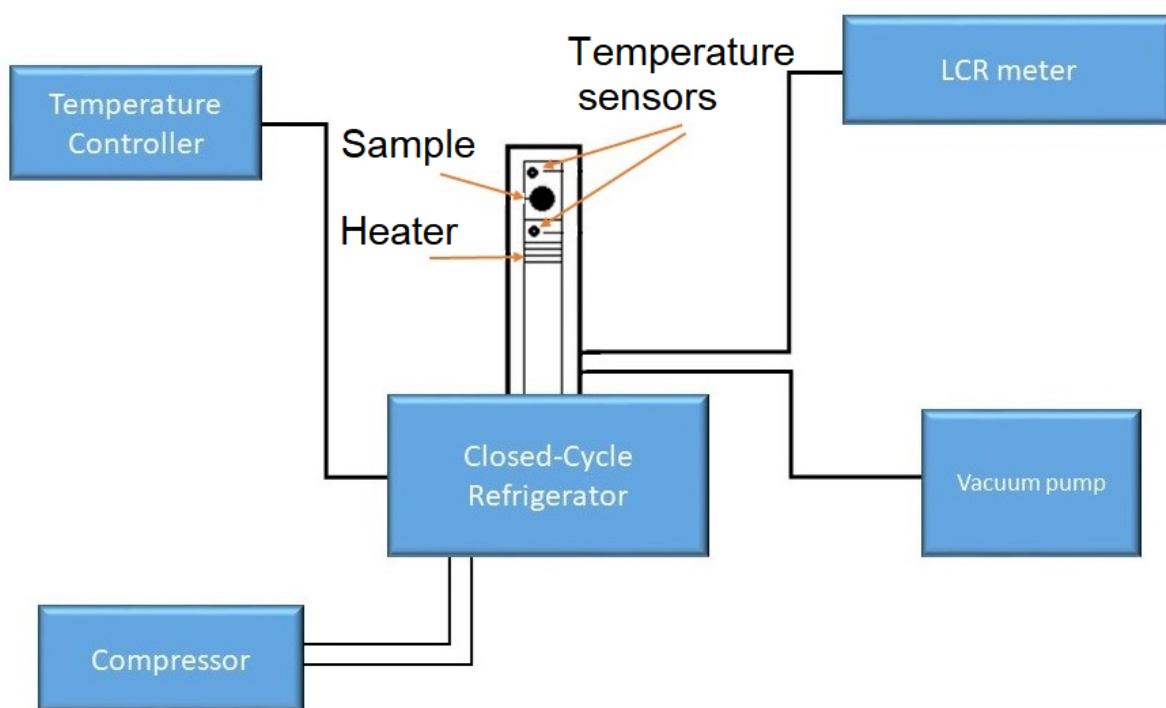 Temperature
sensors
LCR meter
Temperature
Controller
Sample
Heater
Closed-Cycle
Refrigerator
Vacuum pump
Compressor